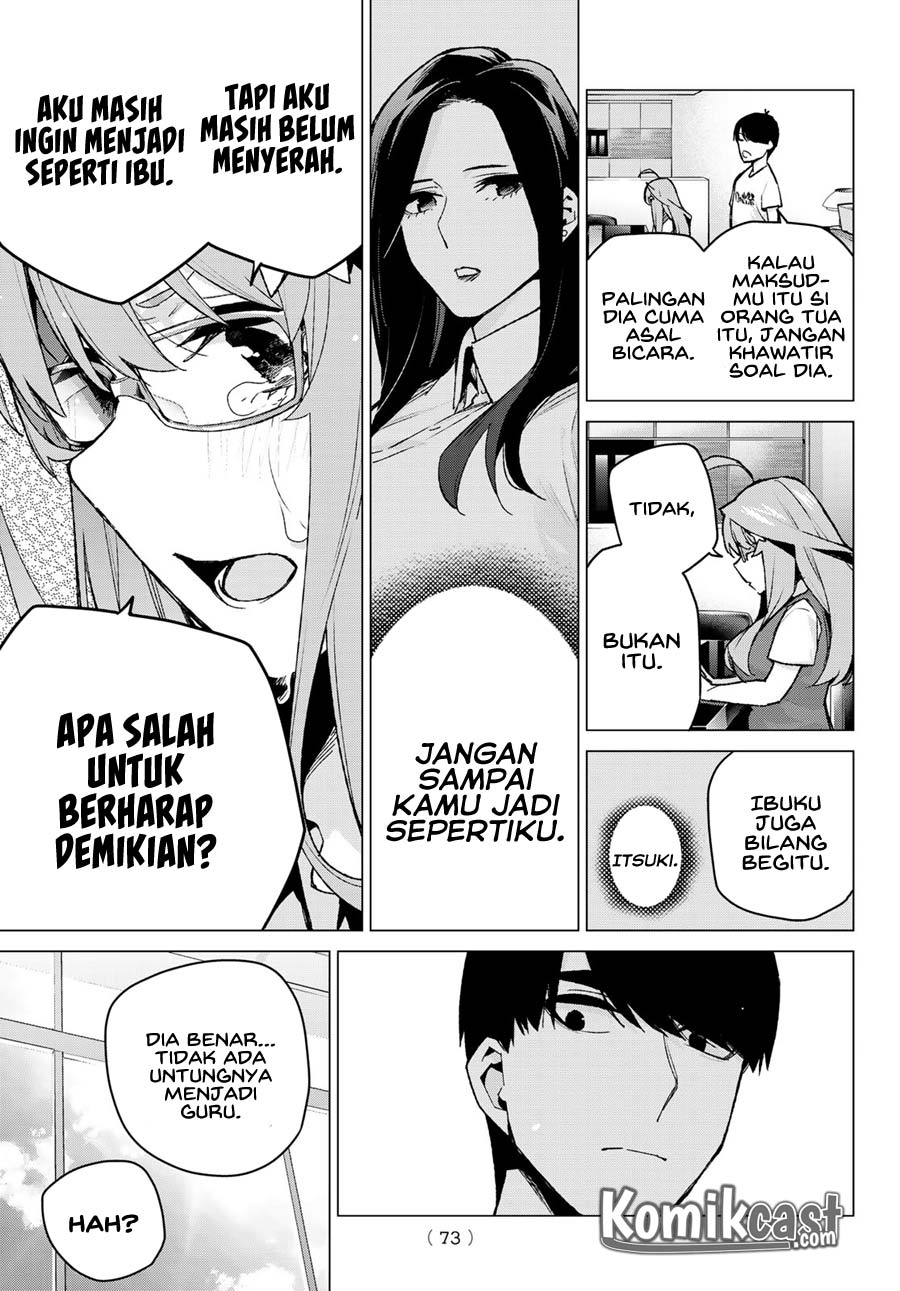 KALAU
MAKSUD-
MU ITU SI
ORANG TUA
ITU, JANGAN
KHAWATIR
SOAL DIA.
PALINGAN
DIA CUMA
ASAL
BICARA.
TIDAK,
BUKAN
ITU.
IBUKU
JUGA
BILANG
BEGITU.
ITSUKI.
JANGAN
SAMPAI
KAMU JADI
SEPERTIKU.
TAPI AKU
MASIH BELUM
MENYERAH.
AKU MASIH
INGIN MENJADI
SEPERTI IBU.
APA SALAH
UNTUK
BERHARAP
DEMIKIAN?
DIA BENAR...
TIDAK ADA
UNTUNGNYA
MENJADI
GURU.
HAH?
( 73 )
Komikcast
.com